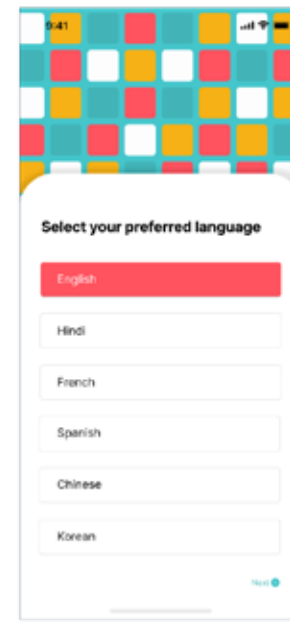 9:41
Select your preferred language
English
Hindi
French
Spanish
Chinese
Korean
Next